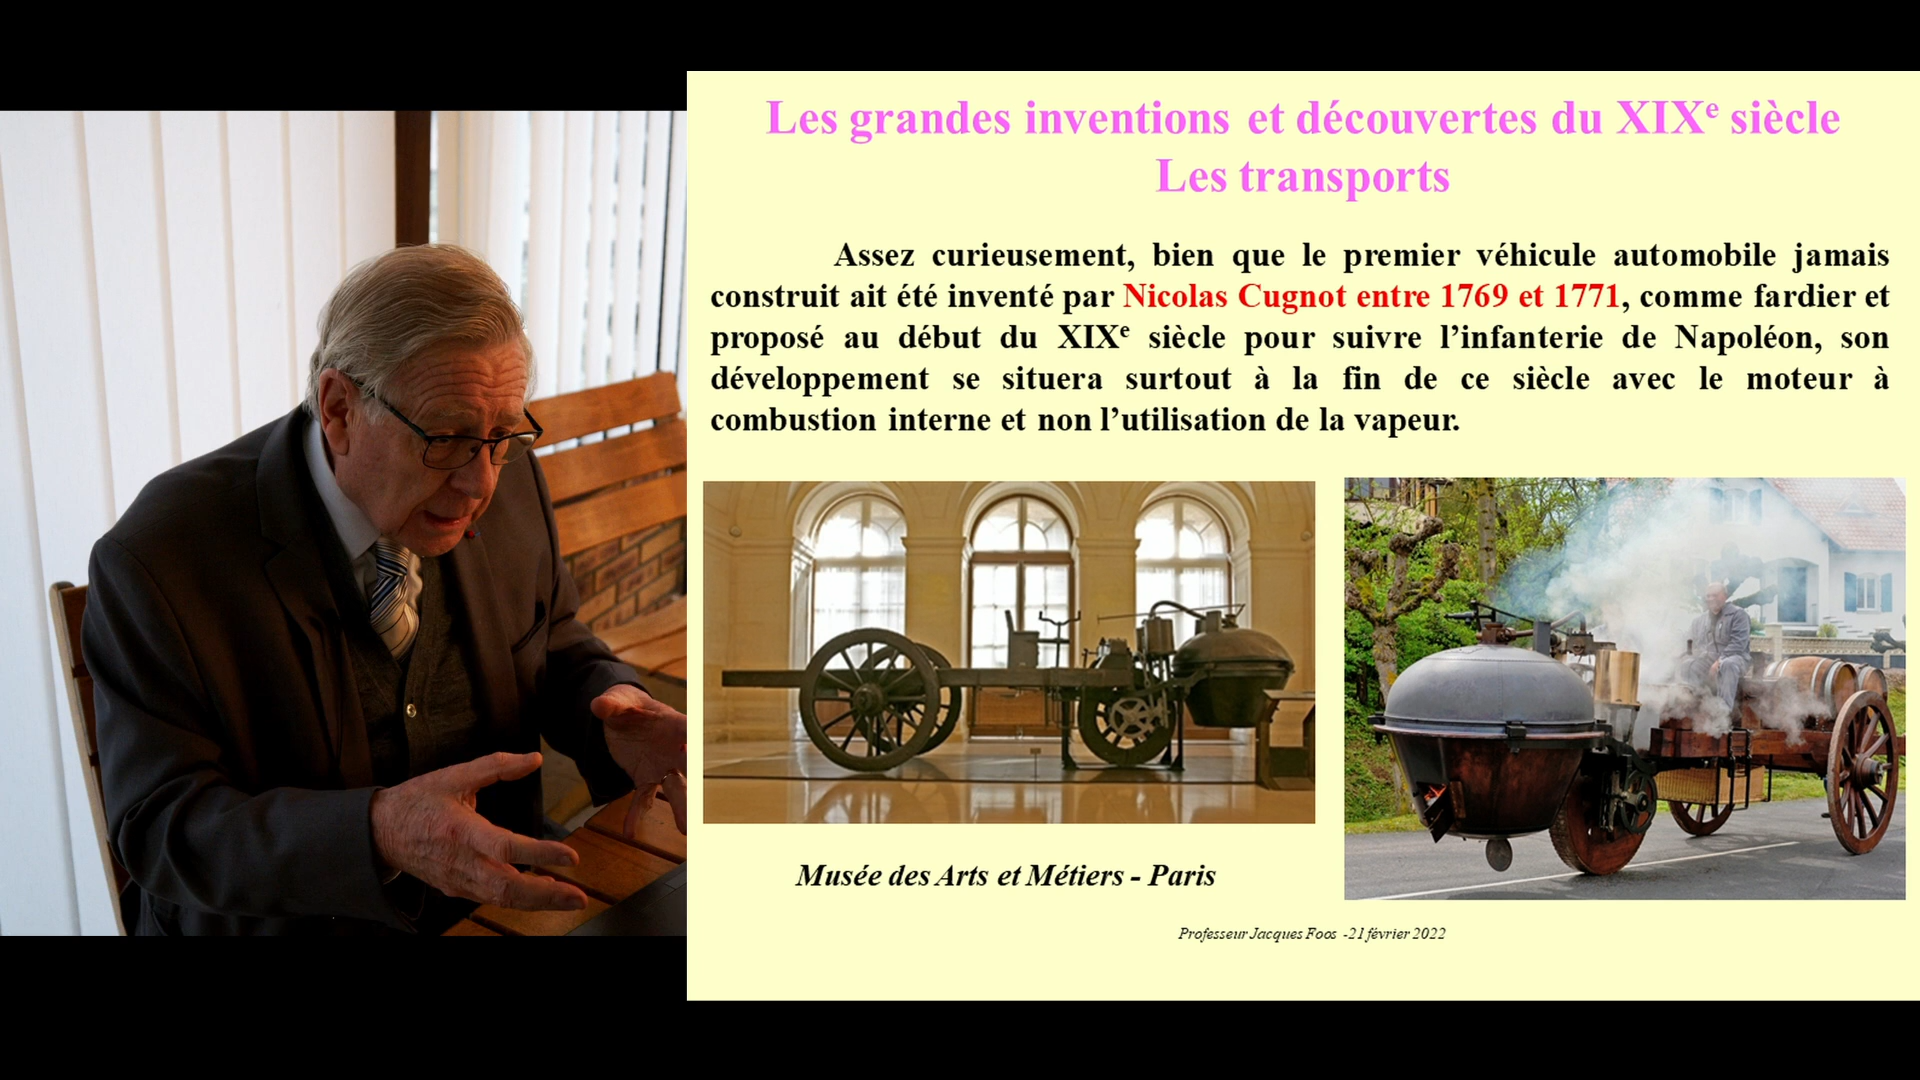 Les grandes inventions et découvertes du XIXe siècle
Les transports
Assez curieusement, bien que le premier véhicule automobile jamais
construit ait été inventé par Nicolas Cugnot entre 1769 et 1771, comme fardier et
proposé au début du XIXe siècle pour suivre l’infanterie de Napoléon, son
développement se situera surtout à la fin de ce siècle avec le moteur à
combustion interne et non l’utilisation de la vapeur.
Musée des Arts et Métiers - Paris
Professeur Jacques Foos -21 février 2022